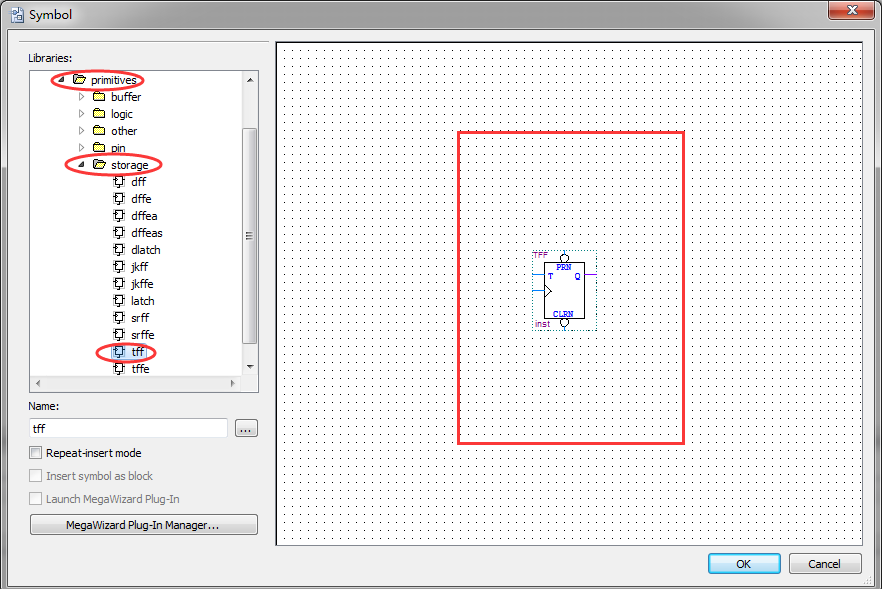 Symbol
Libraries:
primitives
buffer
logic
other
pin
storage
dff
dffe
dffea
dffeas
dlatch
jkff
jkffe
latch
srff
srffe
tff
tffe
Name:
tff
...
Repeat-insert mode
Insert symbol as block
Launch MegaWizard Plug-In
MegaWizard Plug-In Manager...
TFF
PRN
T Q
CLRN
inst
OK Cancel